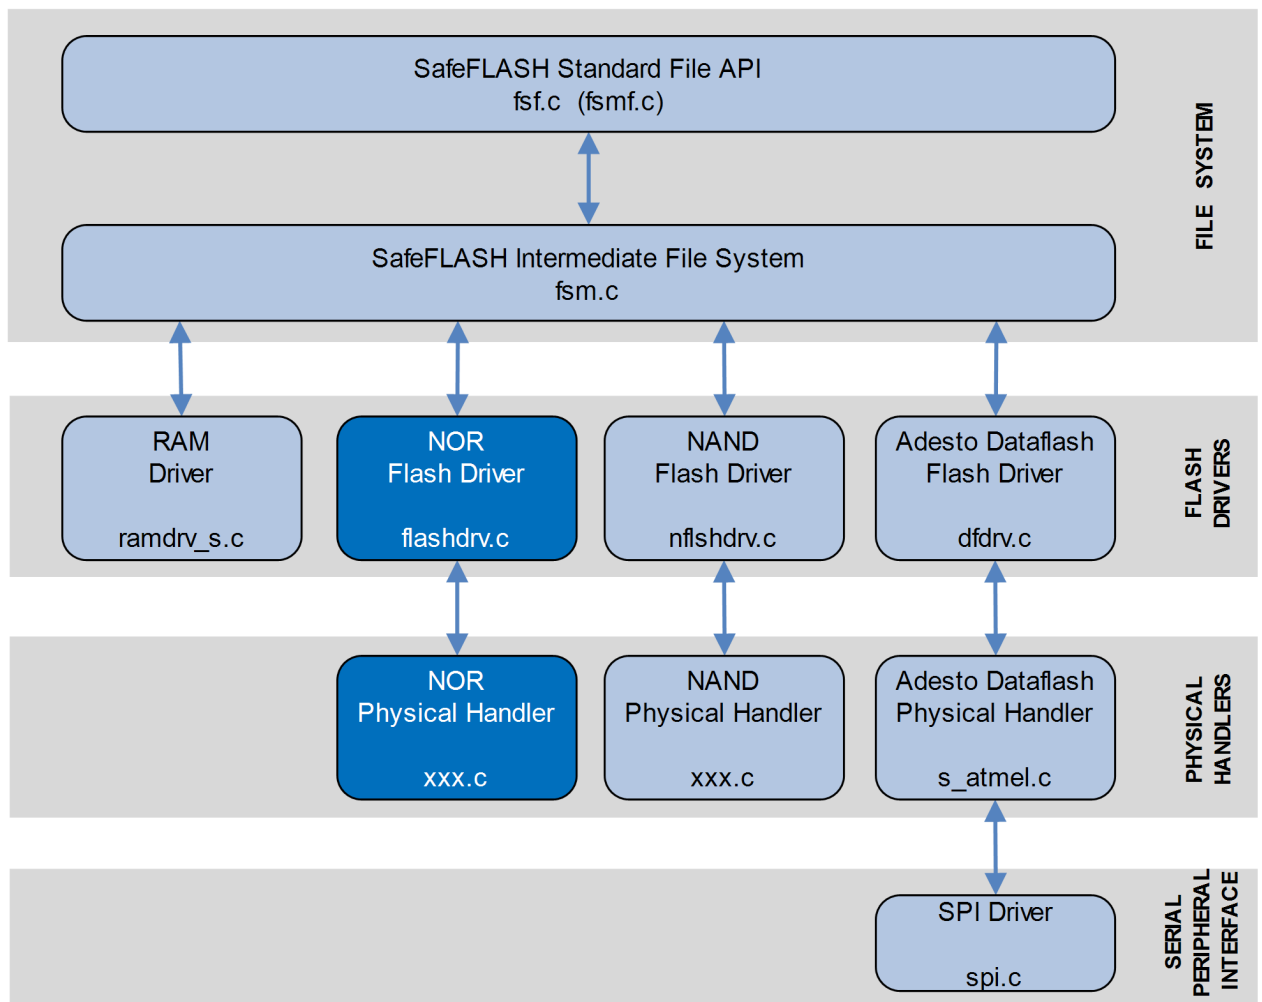 SafeFLASH Standard File API
fsf.c (fsmf.c)
FILE SYSTEM
SafeFLASH Intermediate File System
fsm.c
RAM
Driver
ramdrv_s.c
NOR
Flash Driver
flashdrv.c
NAND
Flash Driver
nflshdrv.c
Adesto Dataflash
Flash Driver
dfdrv.c
FLASH
DRIVERS
NOR
Physical Handler
xxx.c
NAND
Physical Handler
xxx.c
Adesto Dataflash
Physical Handler
s_atmel.c
PHYSICAL
HANDLERS
SPI Driver
spi.c
SERIAL
PERIPHERAL
INTERFACE